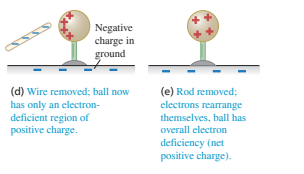 Negative
charge in
ground
(d) Wire removed; ball now
has only an electron-
deficient region of
positive charge.
(e) Rod removed;
electrons rearrange
themselves, ball has
overall electron
deficiency (net
positive charge).